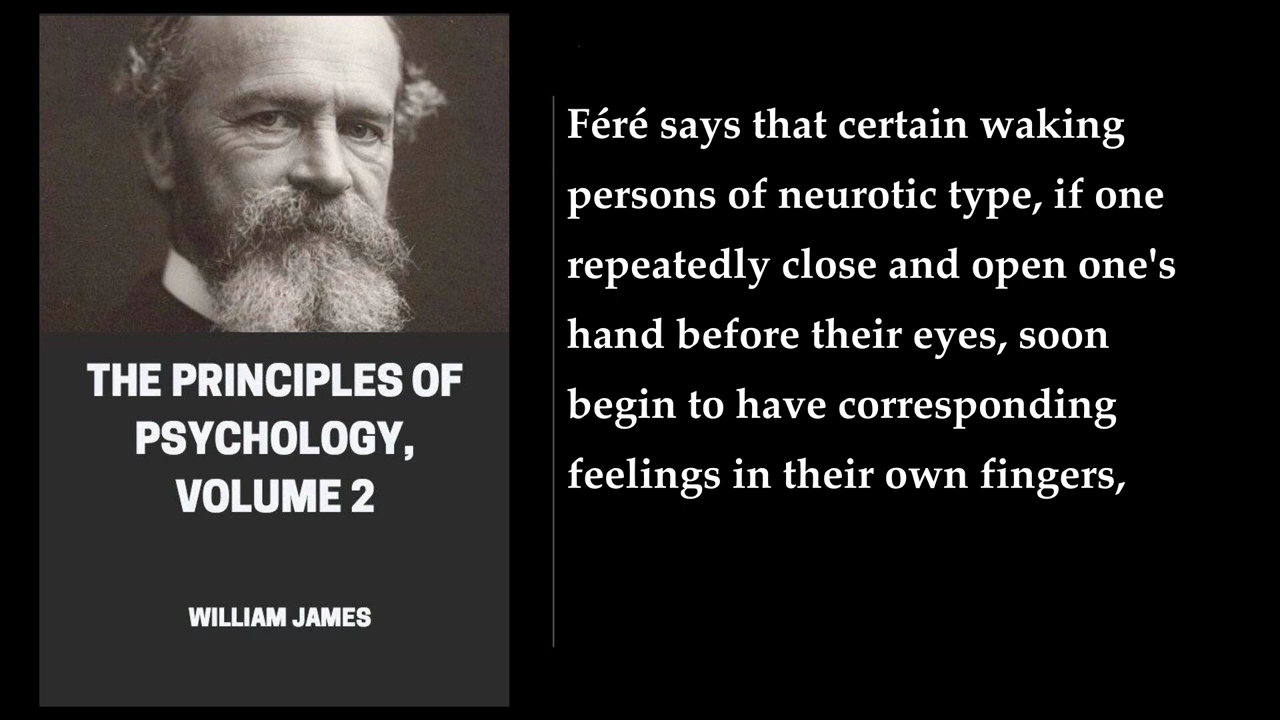 THE PRINCIPLES OF
PSYCHOLOGY,
VOLUME 2
WILLIAM JAMES
Féré says that certain waking
persons of neurotic type, if one
repeatedly close and open one's
hand before their eyes, soon
begin to have corresponding
feelings in their own fingers,